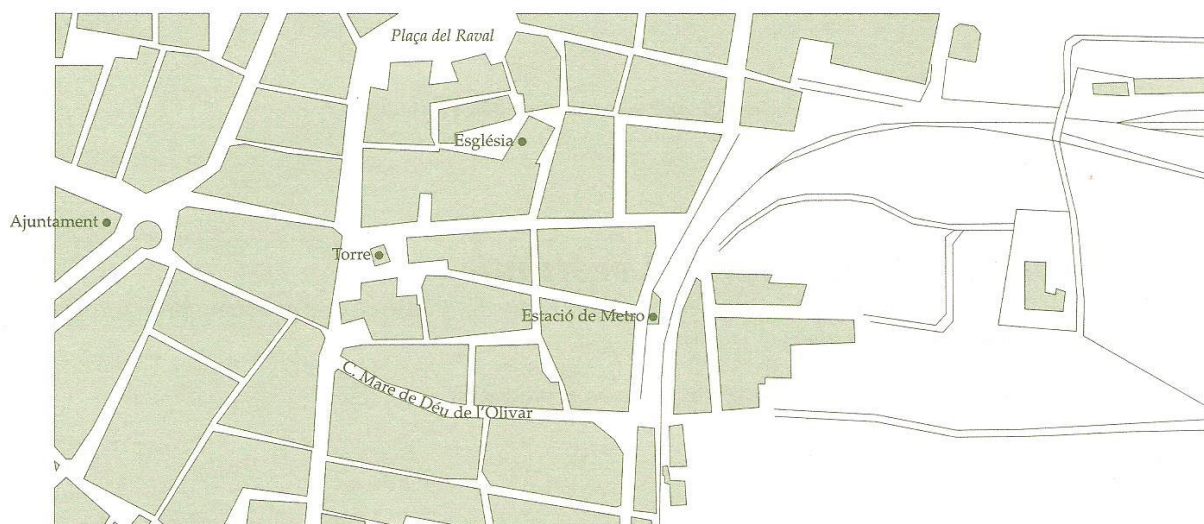 Plaça del Raval
Església
Ajuntament
Torre
Estació de Metro
C. Mare de Déu de l'Olivar